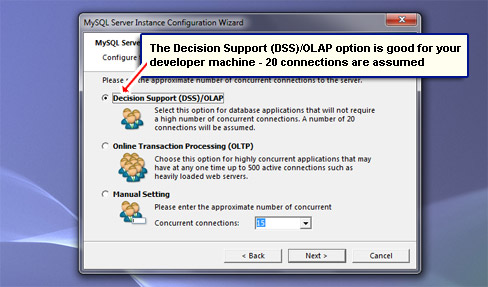 MySQL Server Instance Configuration Wizard
MySQL Server
Configure
The Decision Support (DSS)/OLAP option is good for your
developer machine - 20 connections are assumed
the approximate number of concurrent connections to the server.
Decision Support (DSS)/OLAP
Select this option for database applications that will not require
a high number of concurrent connections. A number of 20
connections will be assumed.
Online Transaction Processing (OLTP)
Choose this option for highly concurrent applications that may
have at any one time up to 500 active connections such as
heavily loaded web servers.
Manual Setting
Please enter the approximate number of concurrent
Concurrent connections: 15
< Back Next > Cancel